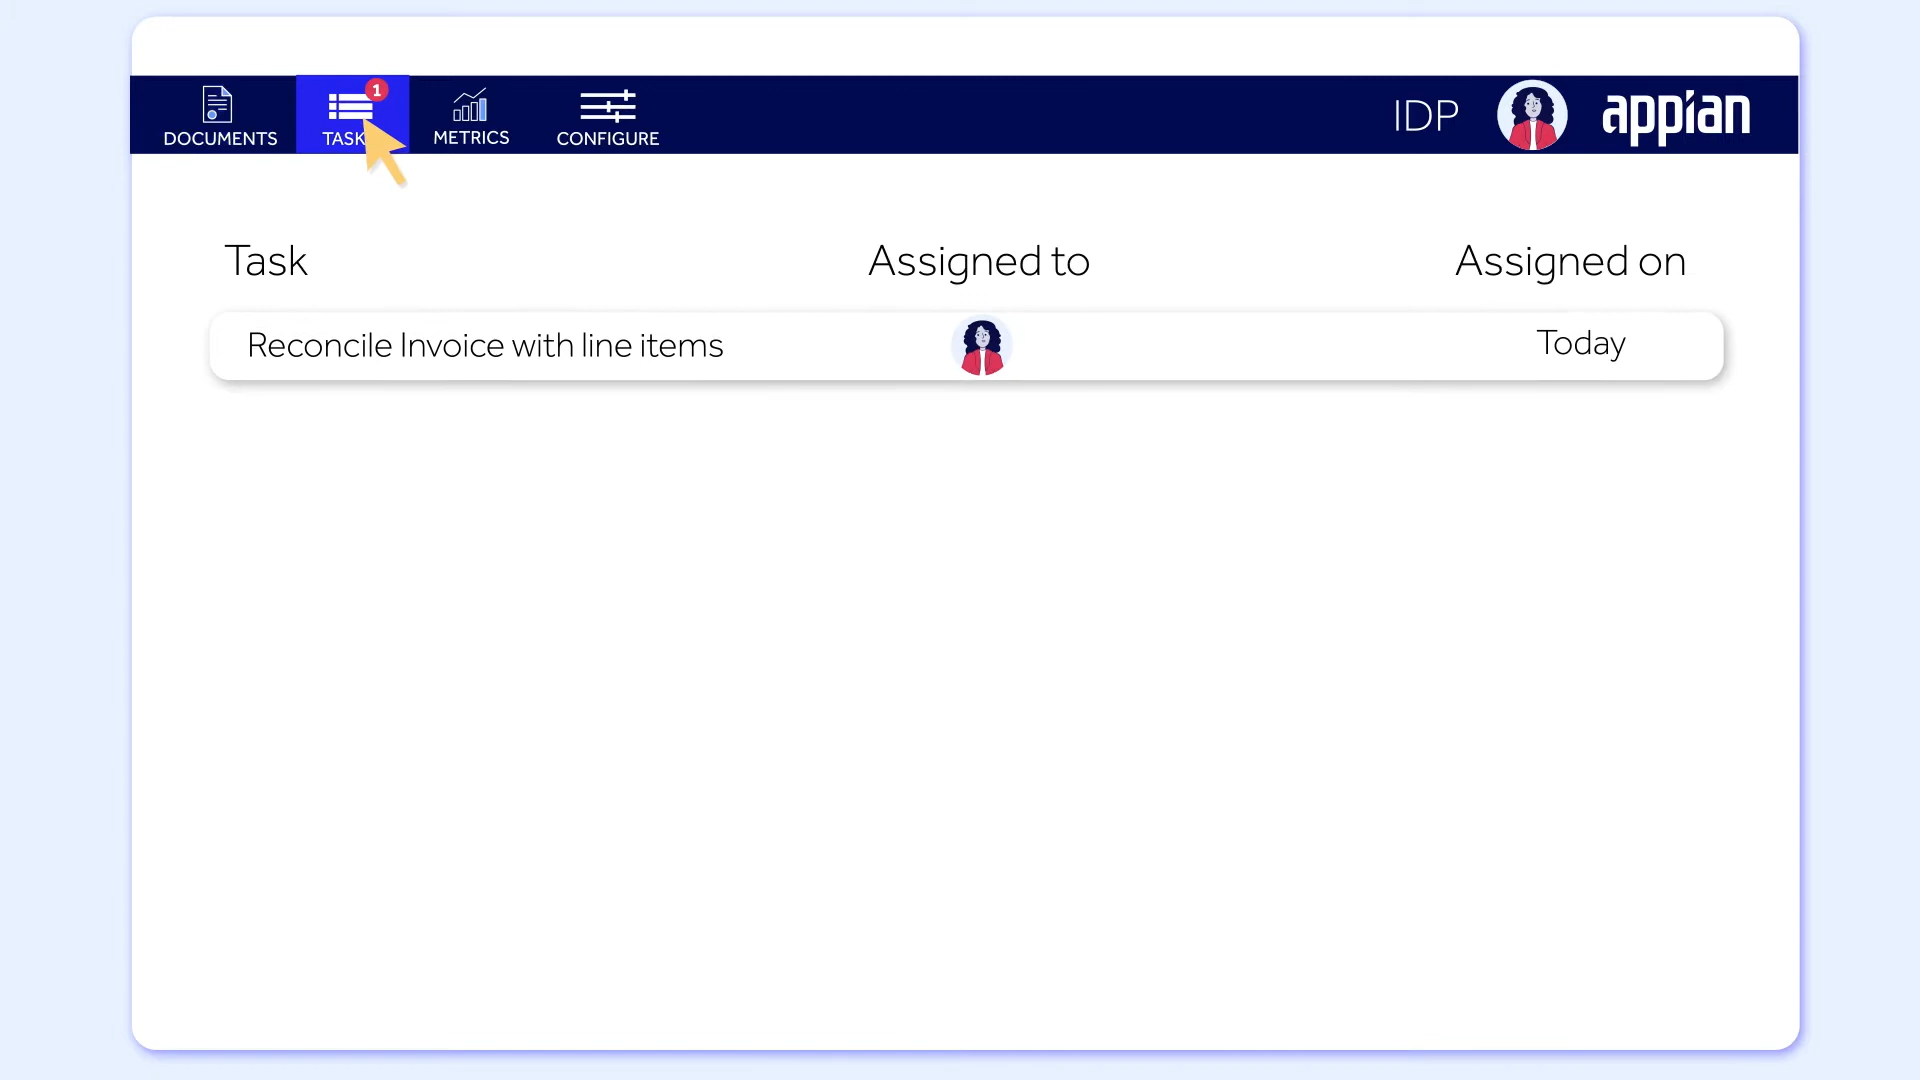 1
DOCUMENTS
TASK
METRICS
CONFIGURE
IDP
appian
Task
Assigned to
Assigned on
Reconcile Invoice with line items
Today